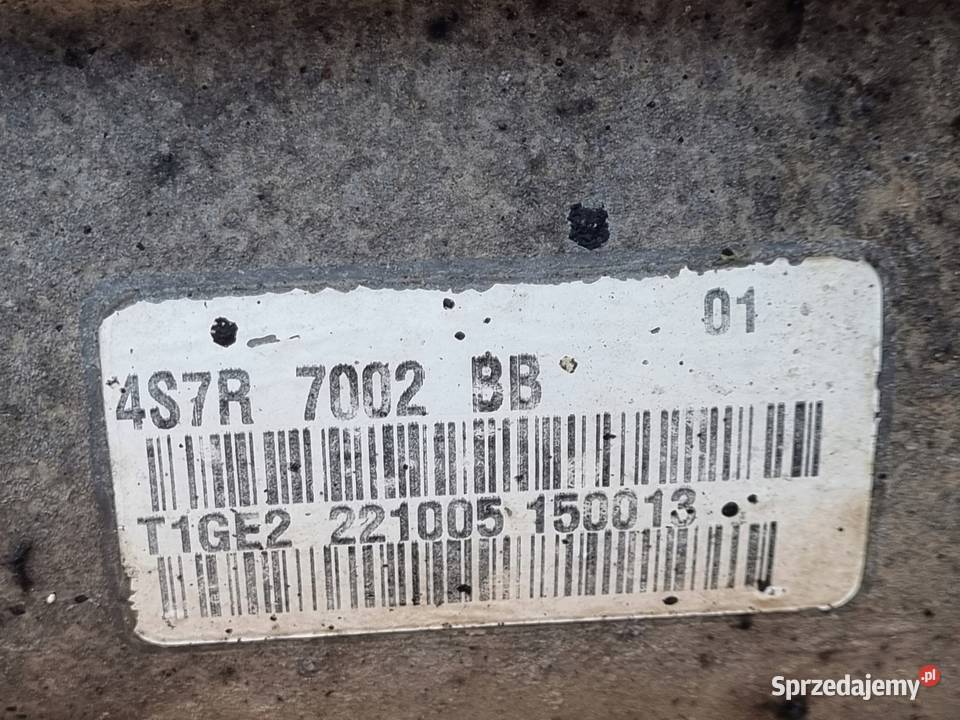 01
4S7R 7002 BB
T1GE2 221005 150013
Sprzedajemy.pl